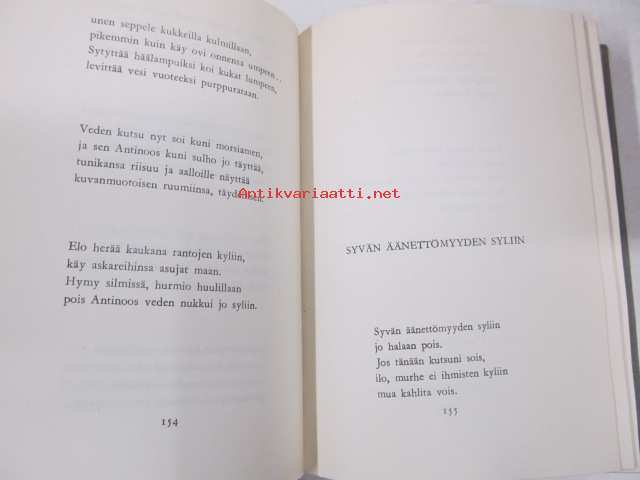 unen seppele kukkeilla kulmillaan,
pikemmin kuin käy ovi onnensa umpeen..
Sytyttää häälampuiksi koi kukat lumpeen,
levittää vesi vuoteeksi purppurataan.
Veden kutsu nyt soi kuni morsiamen,
ja sen Antinoos kuni sulho jo täyttää,
tunikansa riisuu ja aalloille näyttää
kuvanmuotoisen ruumiinsa, täydellisen.
Elo herää kaukana rantojen kyliin,
käy askareihinsa asujat maan.
Hymy silmissä, hurmio huulillaan
pois Antinoos veden nukkui jo syliin.
154
Antikvariaatti.net
SYVÄN ÄÄNETTÖMYYDEN SYLIIN
Syvän äänettömyyden syliin
jo halaan pois.
Jos tänään kutsuni sois,
ilo, murhe ei ihmisten kyliin
mua kahlita vois.
155